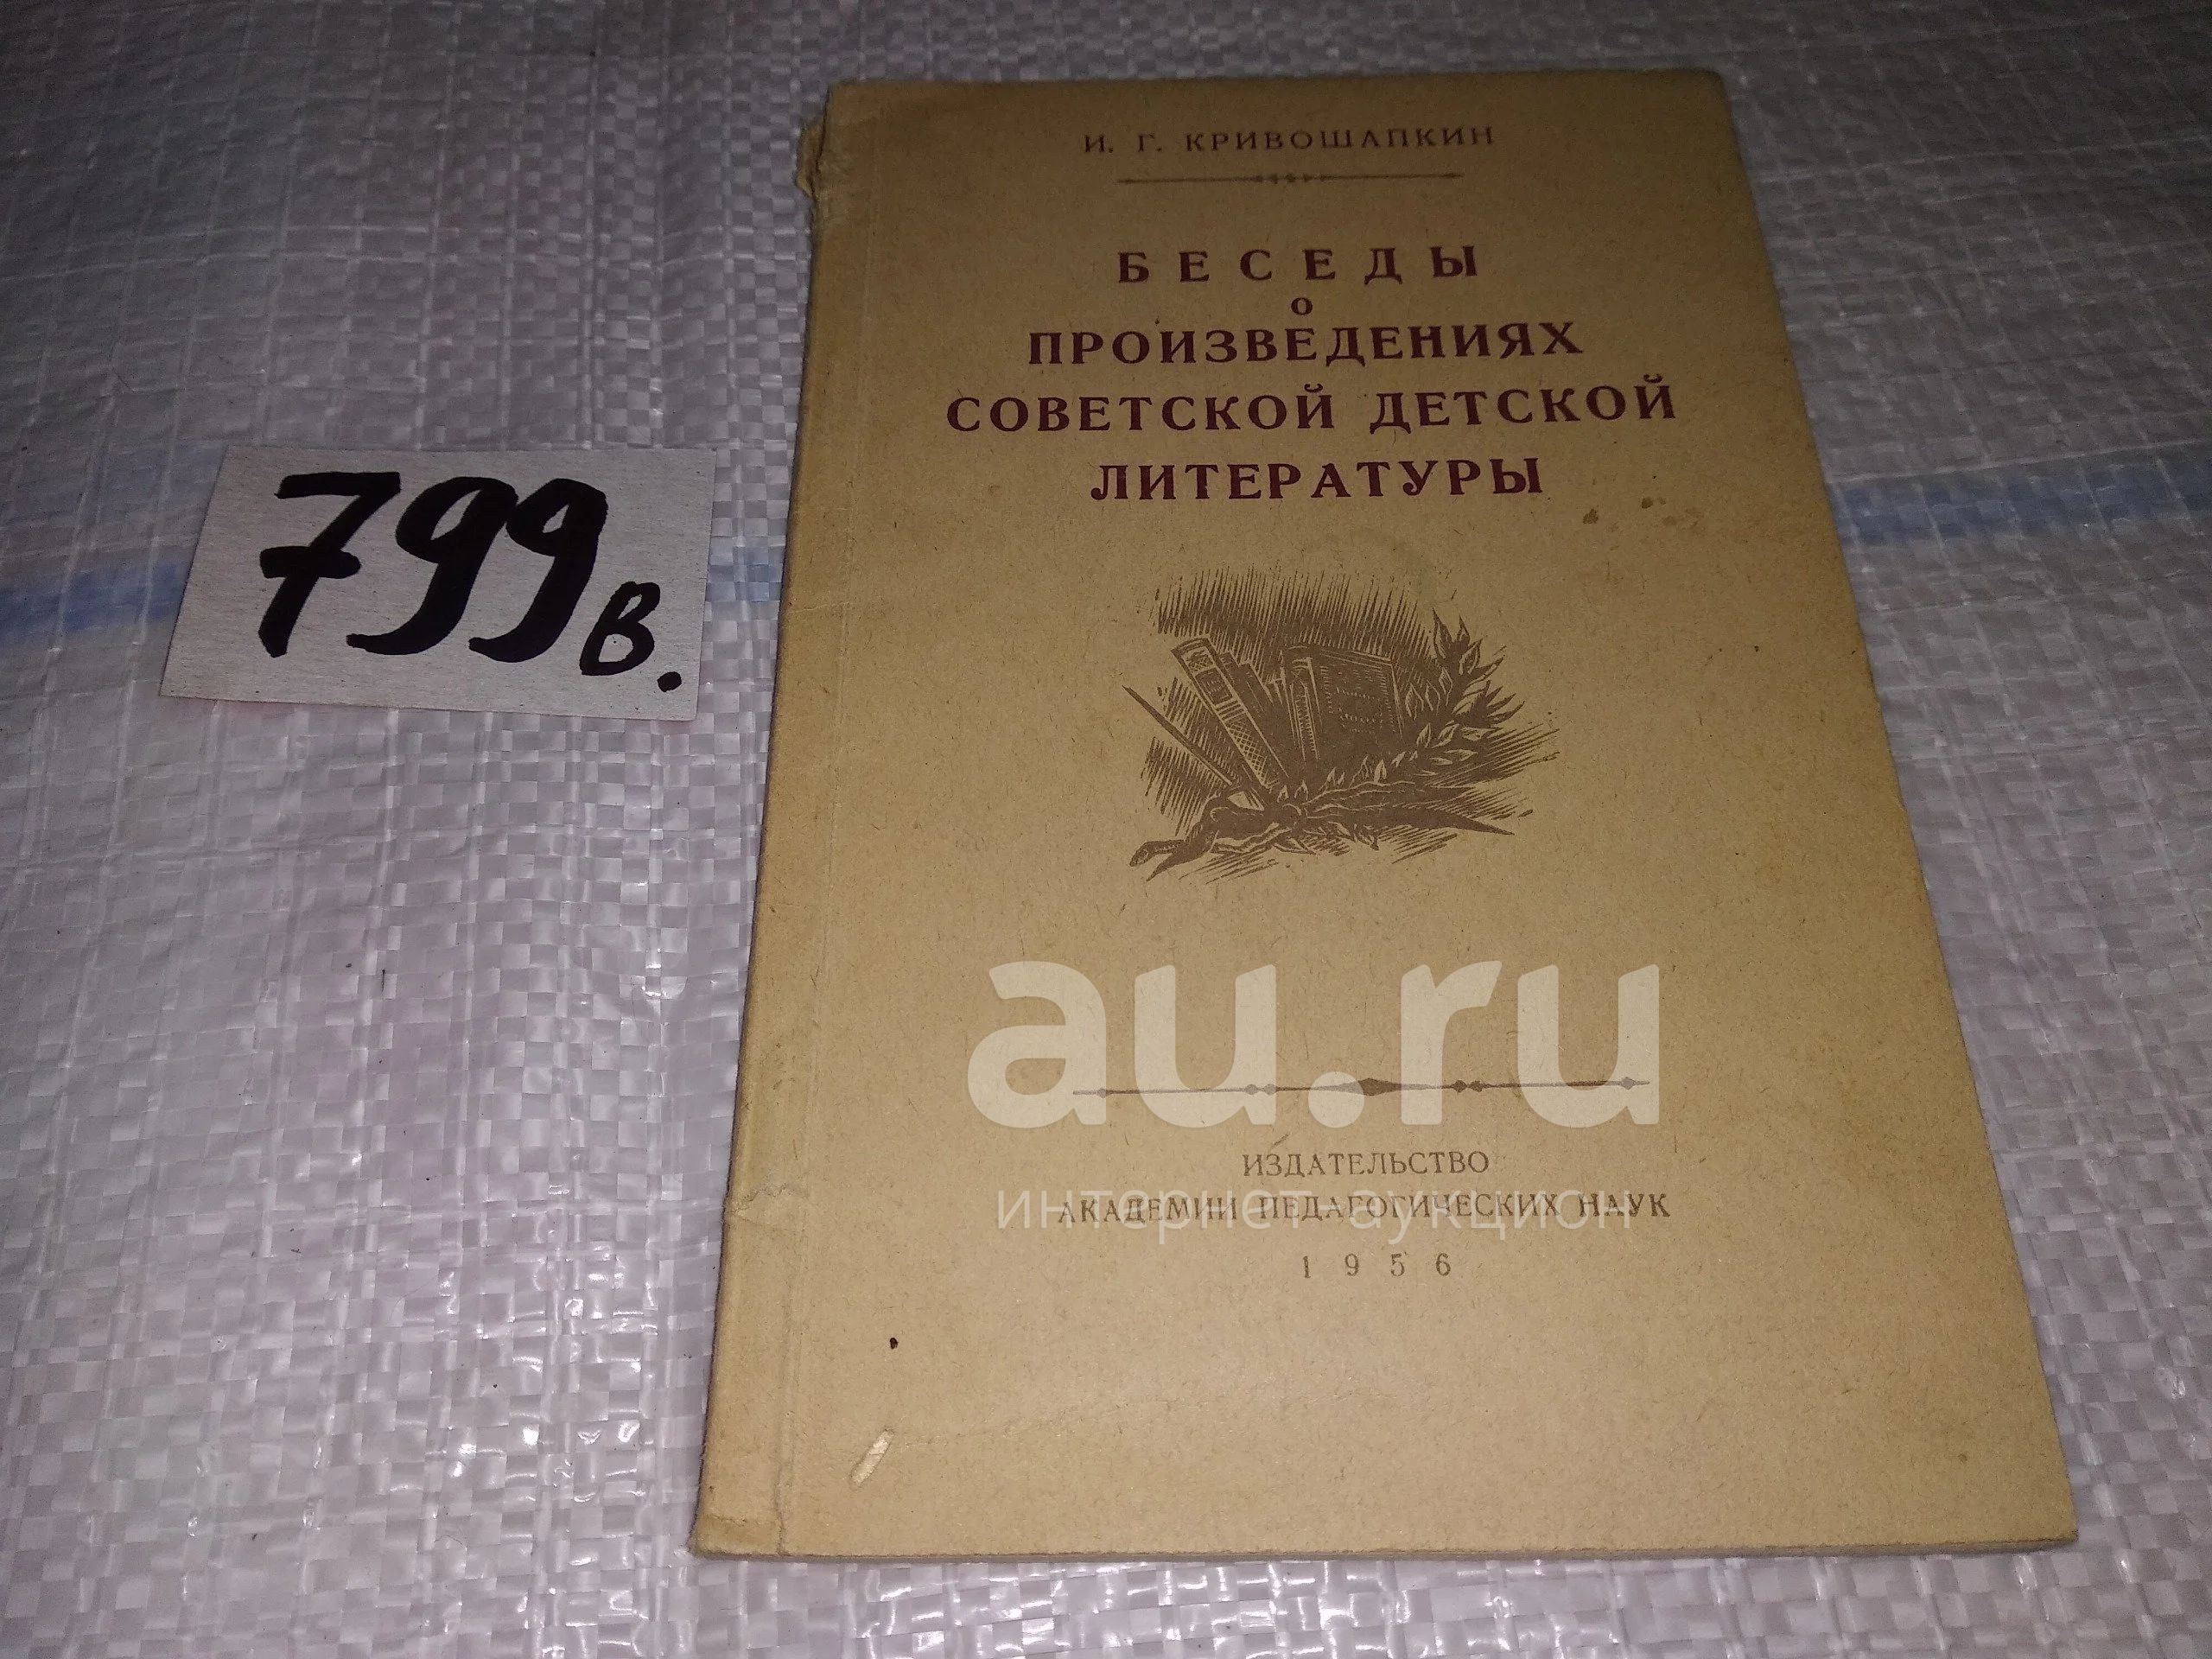 И. Г. КРИВОШАПКИН
БЕСЕДЫ
О
ПРОИЗВЕДЕНИЯХ
СОВЕТСКОЙ ДЕТСКОЙ
ЛИТЕРАТУРЫ
799в.
au.ru
ИЗДАТЕЛЬСТВО
АКАДЕМИИ ПЕДАГОГИЧЕСКИХ НАУК
интернет-аукцион
1956